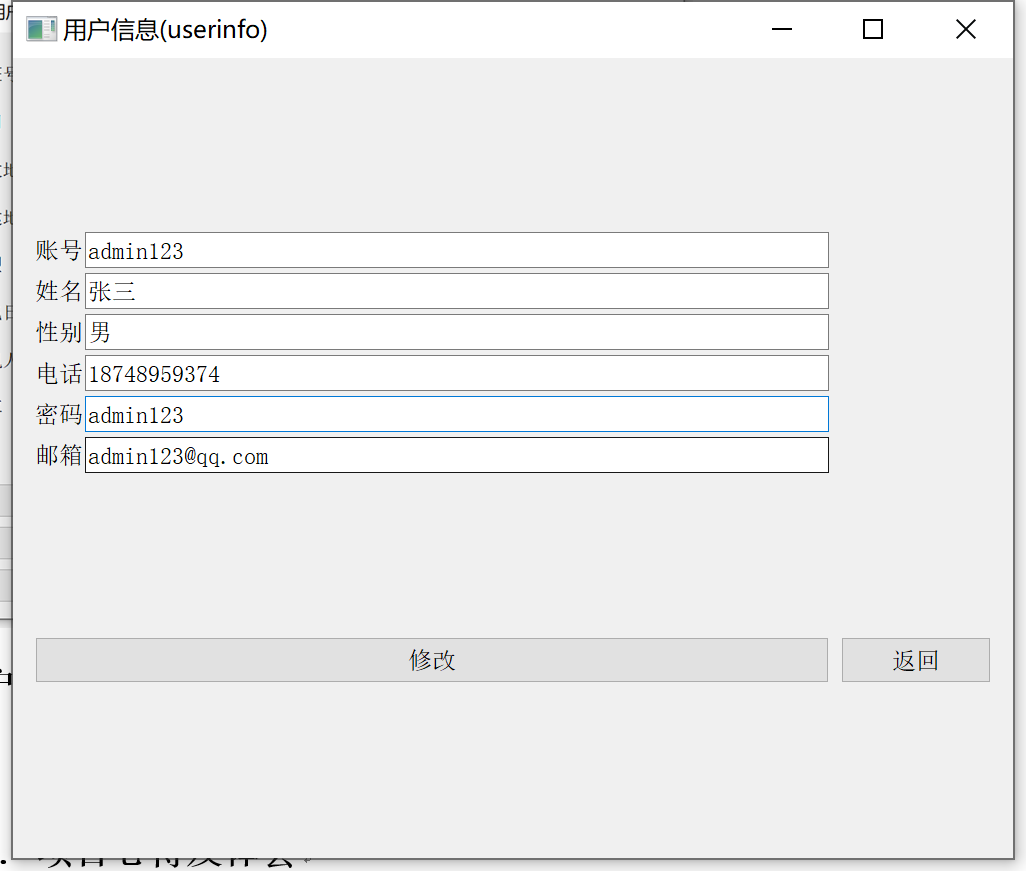 用户信息(userinfo)
账号 admin123
姓名 张三
性别 男
电话 18748959374
密码 admin123
邮箱 admin123@qq.com
修改 返回